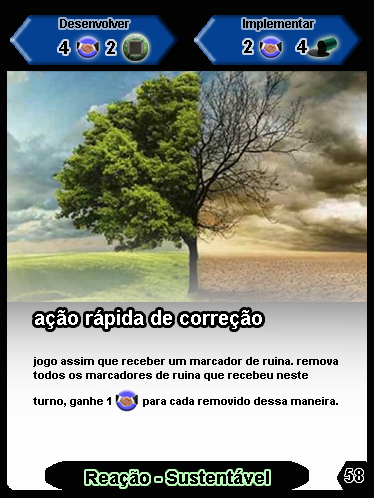 Desenvolver
4 2
Implementar
2 4
ação rápida de correção
jogo assim que receber um marcador de ruina. remova
todos os marcadores de ruina que recebeu neste
turno, ganhe 1 para cada removido dessa maneira.
Reação - Sustentável
58